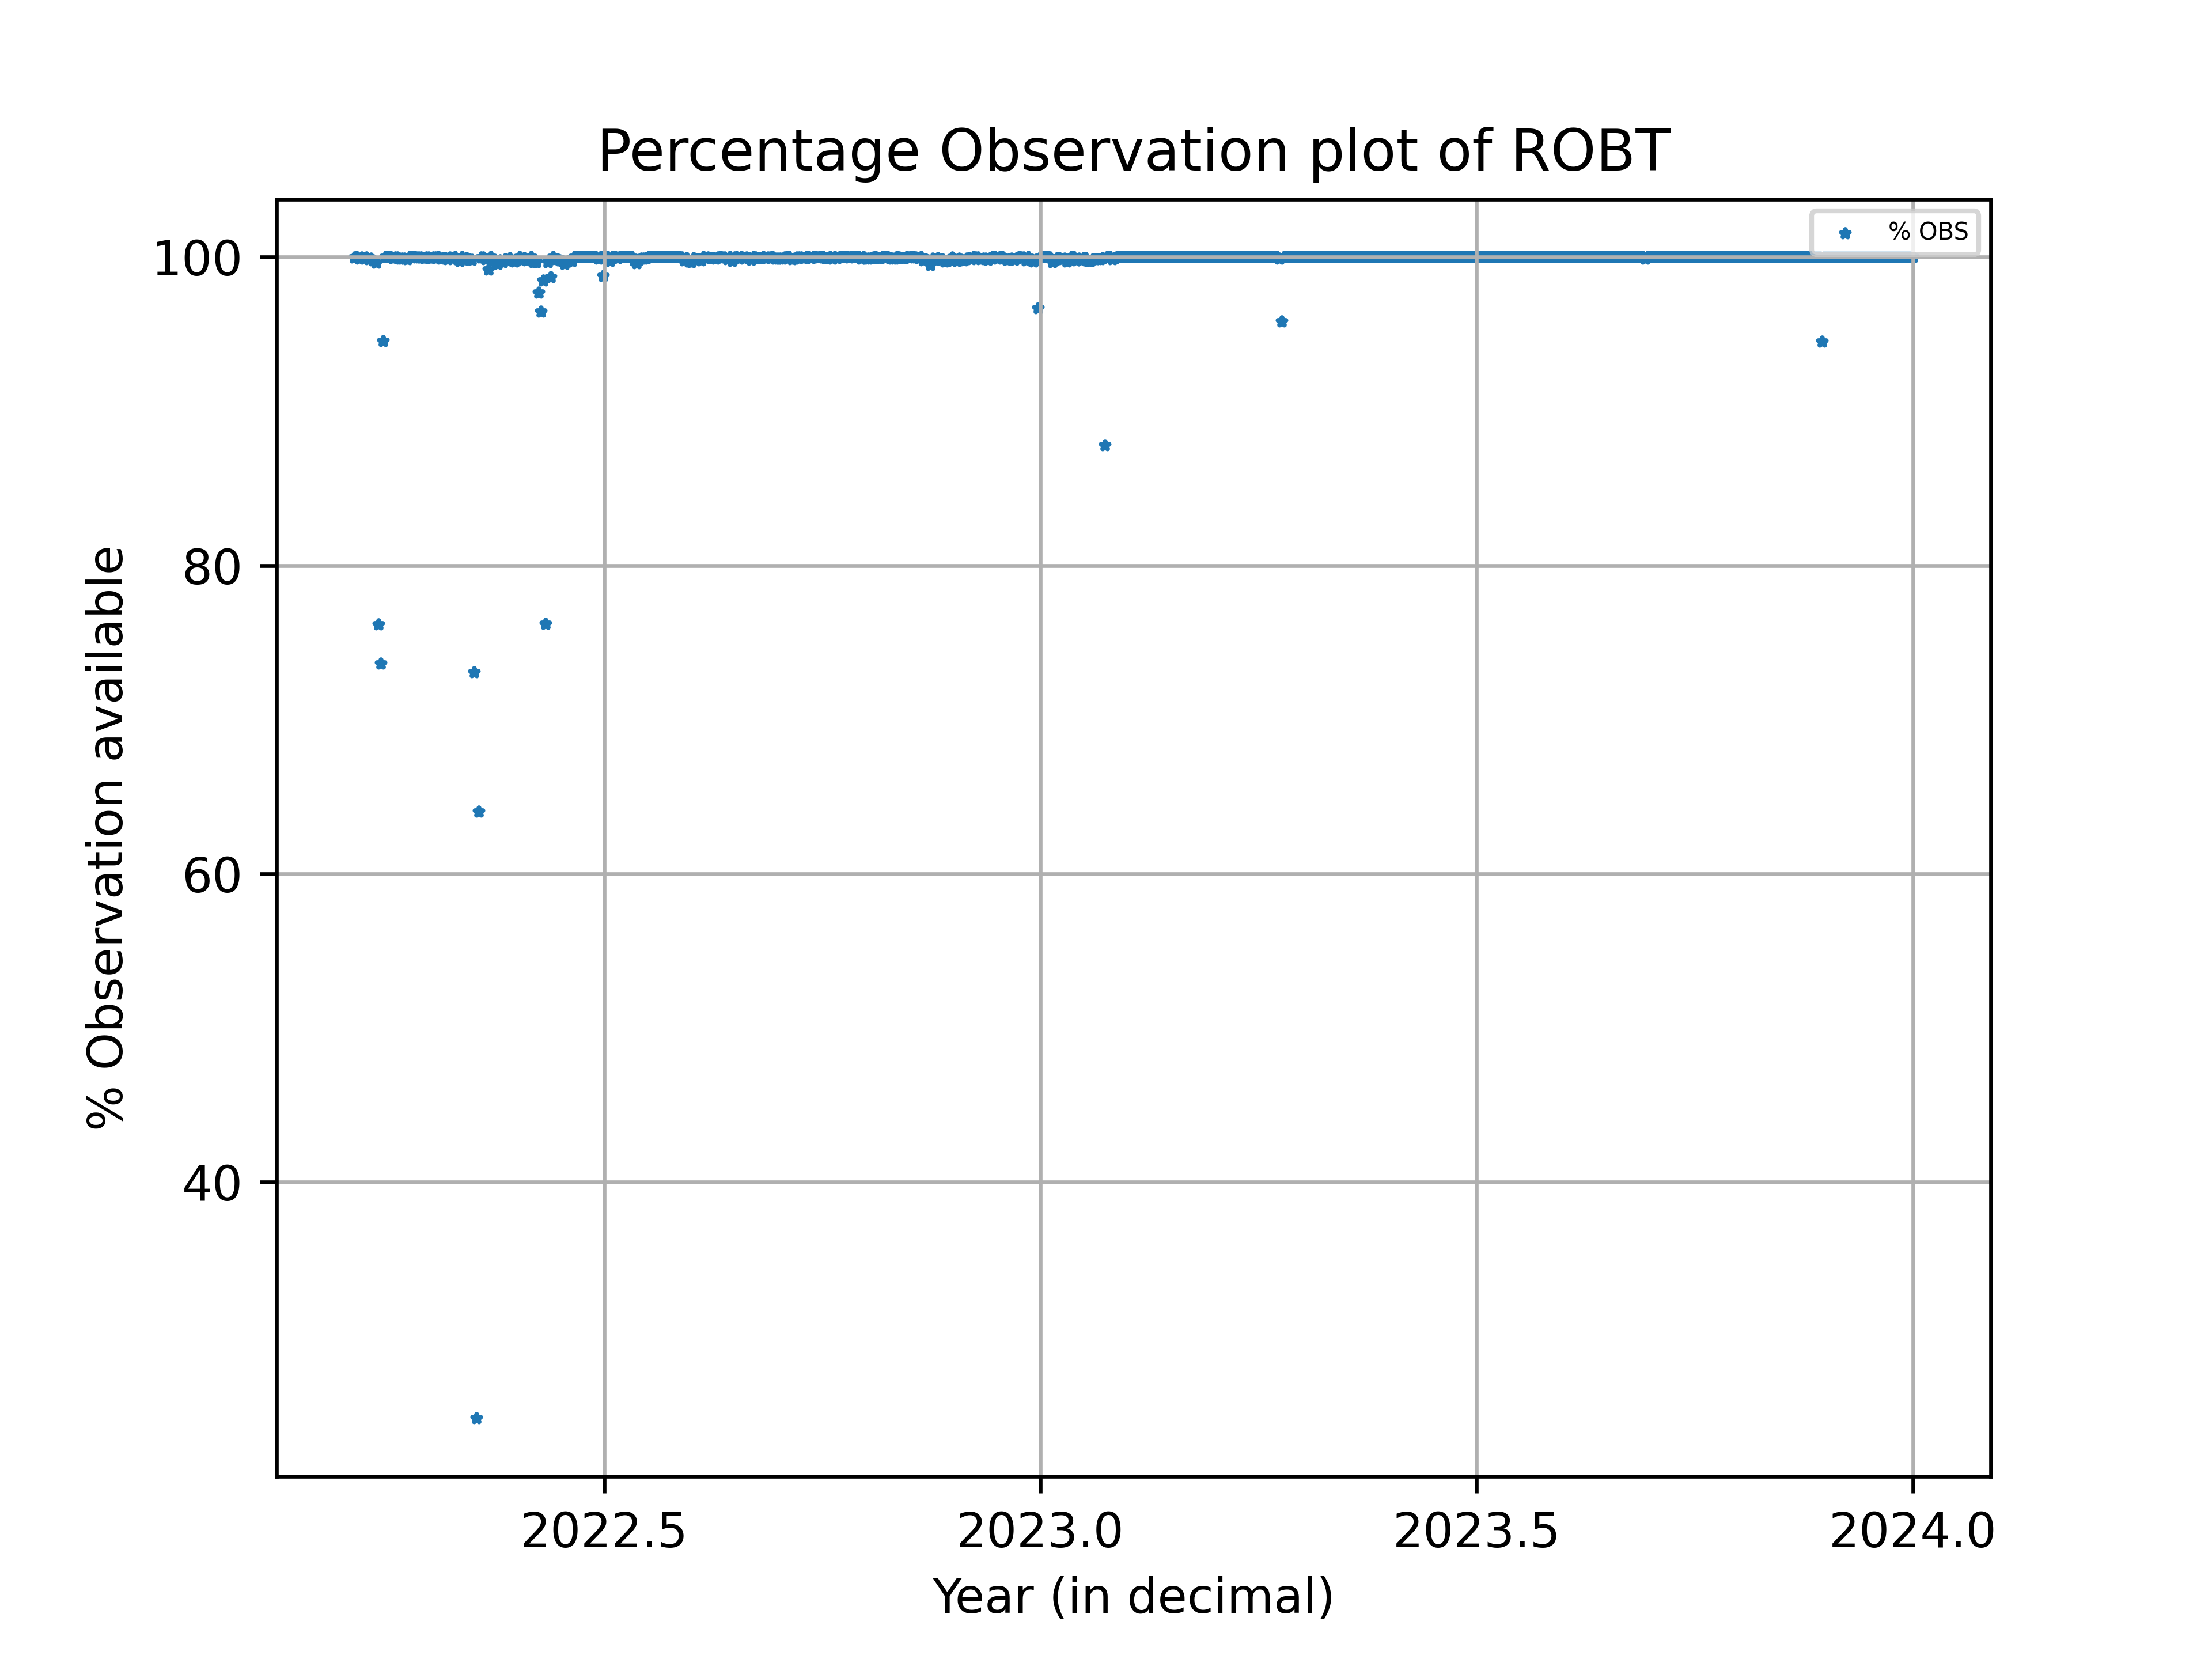 Percentage Observation plot of ROBT
% OBS
100
80
60
40
% Observation available
2022.5 2023.0 2023.5 2024.0
Year (in decimal)